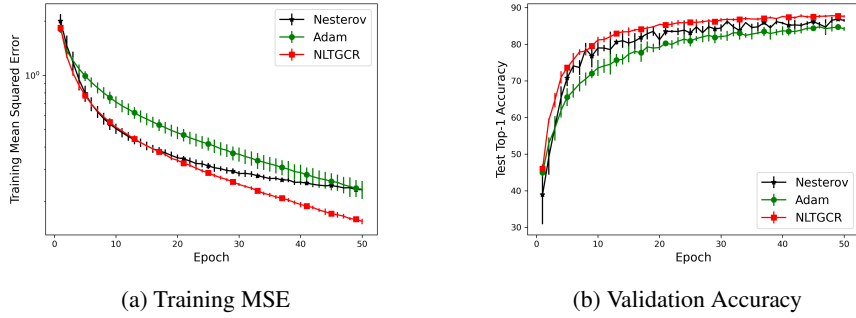 Training Mean Squared Error
10⁰
Nesterov
Adam
NLTGCR
0
10
20
30
40
50
Epoch
(a) Training MSE
Test Top-1 Accuracy
90
80
70
60
50
40
30
Nesterov
Adam
NLTGCR
0
10
20
30
40
50
Epoch
(b) Validation Accuracy